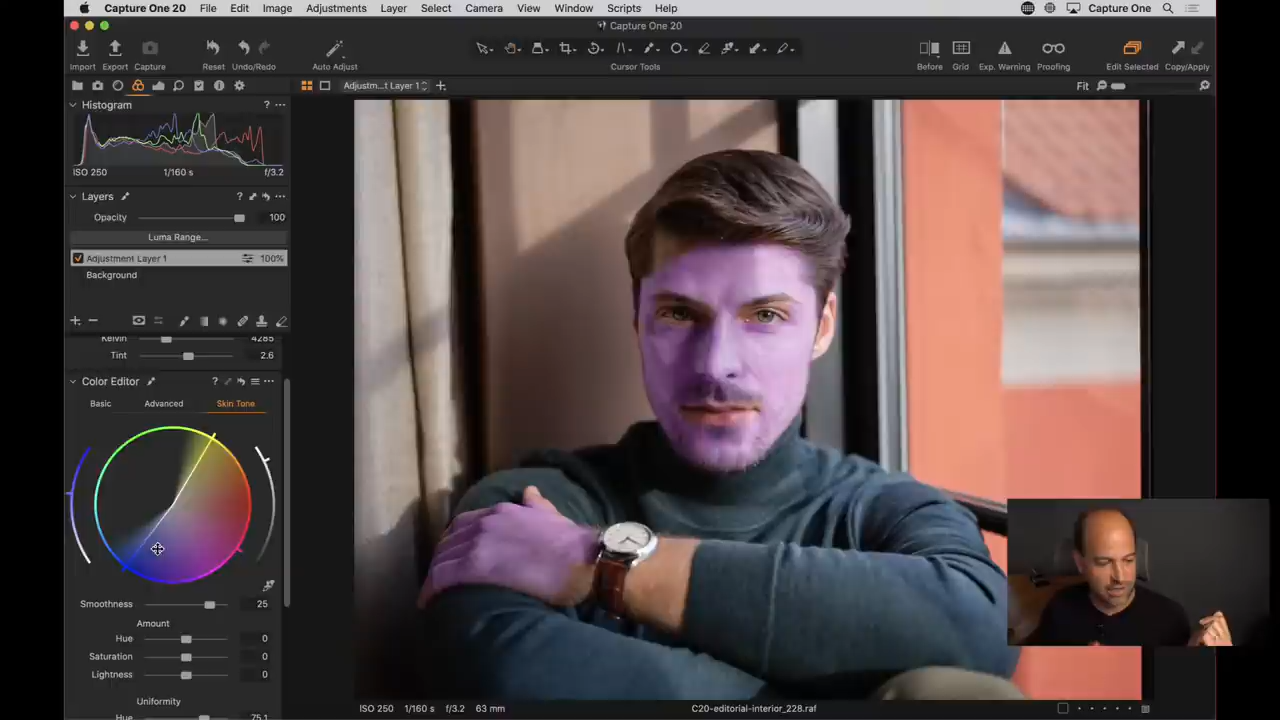 Capture One 20 File Edit Image Adjustments Layer Select Camera View Window Scripts Help Capture One
Capture One 20
Import Export Capture Reset Undo/Redo Auto Adjust Cursor Tools Before Grid Exp. Warning Proofing Edit Selected Copy/Apply
Adjustm...t Layer 1 Fit
Histogram ? ...
ISO 250 1/160 s f/3.2
Layers ? ...
Opacity 100
Luma Range...
Adjustment Layer 1 100%
Background
Kelvin 4285
Tint 2.6
Color Editor ? ...
Basic Advanced Skin Tone
Smoothness 25
Amount
Hue 0
Saturation 0
Lightness 0
Uniformity
Hue 75.1
ISO 250 1/160 s f/3.2 63 mm C20-editorial-interior_228.raf